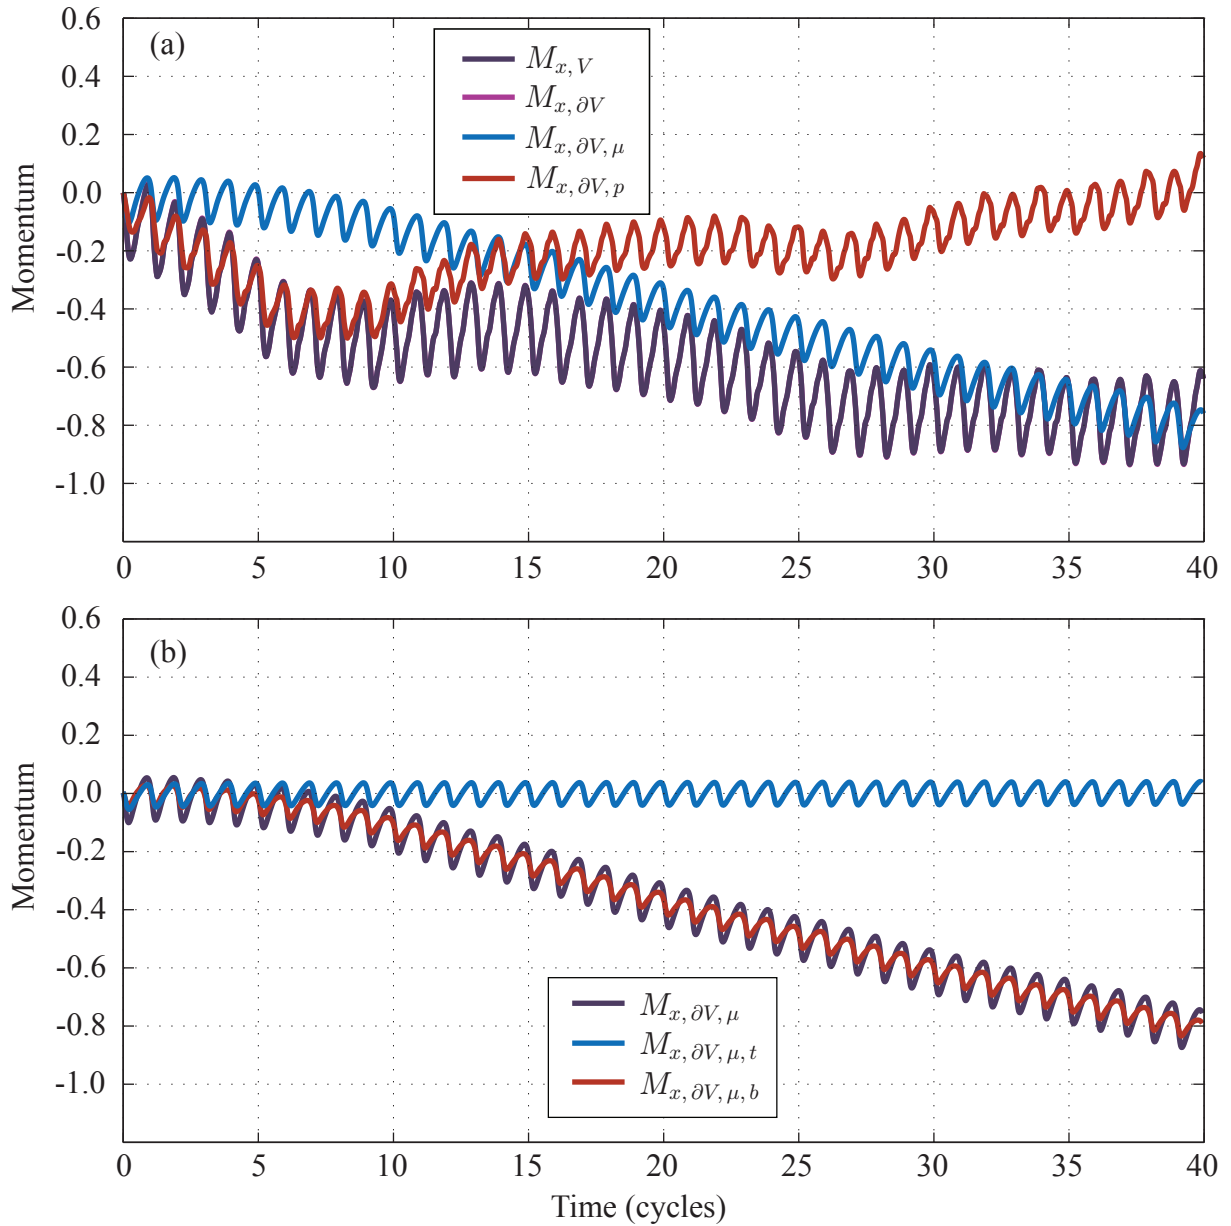 0.6
(a)
0.4
0.2
0.0
-0.2
-0.4
-0.6
-0.8
-1.0
Momentum
M_{x, V}
M_{x, ∂V}
M_{x, ∂V, μ}
M_{x, ∂V, p}
0 5 10 15 20 25 30 35 40
0.6
(b)
0.4
0.2
0.0
-0.2
-0.4
-0.6
-0.8
-1.0
Momentum
M_{x, ∂V, μ}
M_{x, ∂V, μ, t}
M_{x, ∂V, μ, b}
0 5 10 15 20 25 30 35 40
Time (cycles)